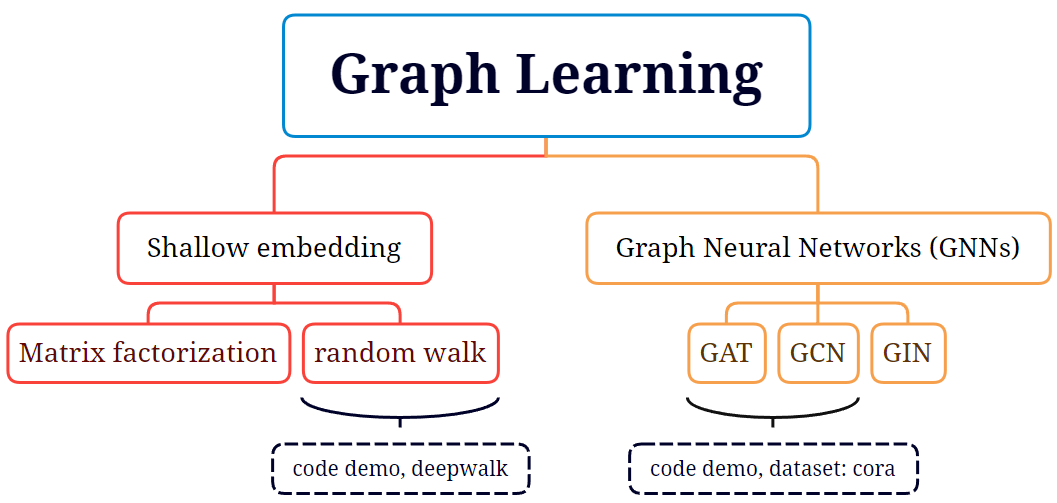 Graph Learning
Shallow embedding
Graph Neural Networks (GNNs)
Matrix factorization
random walk
GAT
GCN
GIN
code demo, deepwalk
code demo, dataset: cora